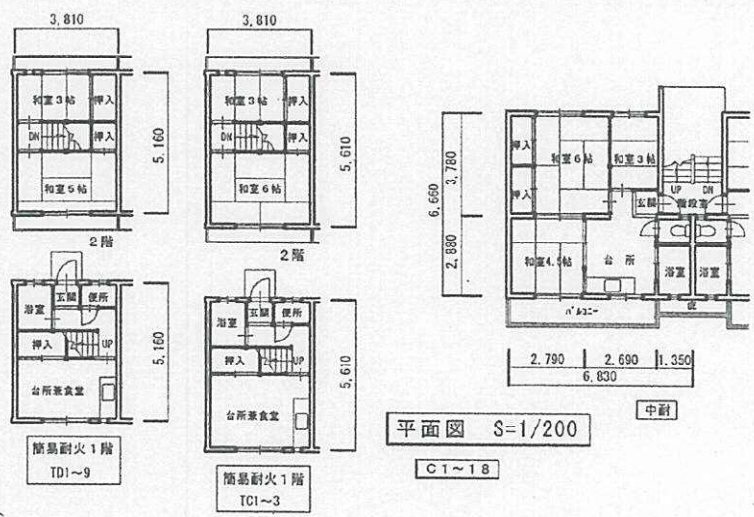 3,810
和室3帖
押入
DN
押入
和室5帖
5,160
2階
浴室
玄関
便所
押入
UP
台所兼食堂
5,160
簡易耐火1階
TD1～9
3,810
和室3帖
押入
DN
押入
和室6帖
5,610
2階
浴室
玄関
便所
押入
UP
台所兼食堂
5,610
簡易耐火1階
TC1～3
6,660
3,780
2,880
押入
押入
和室6帖
和室3帖
UP DN
玄関
階段室
和室4.5帖
台所
浴室
浴室
バルコニー
庇
2,790
2,690
1,350
6,830
中耐
平面図 S=1/200
C1～18